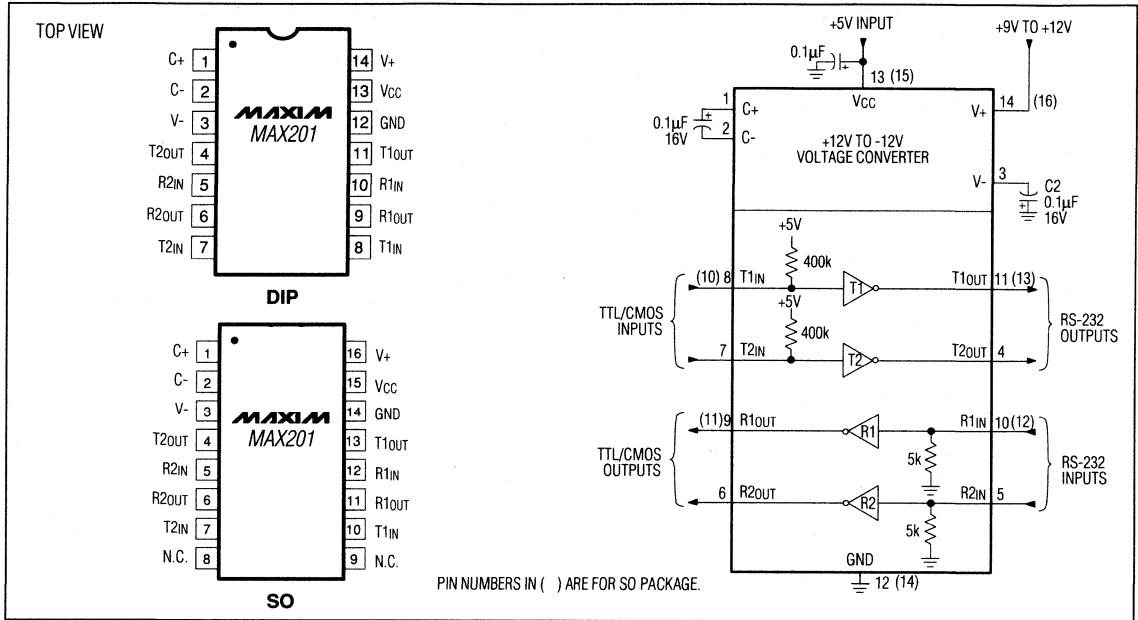 TOP VIEW
C+ 1 14 V+
C- 2 13 VCC
V- 3 12 GND
T2OUT 4 11 T1OUT
R2IN 5 10 R1IN
R2OUT 6 9 R1OUT
T2IN 7 8 T1IN
MAXIM
MAX201
DIP
C+ 1 16 V+
C- 2 15 VCC
V- 3 14 GND
T2OUT 4 13 T1OUT
R2IN 5 12 R1IN
R2OUT 6 11 R1OUT
T2IN 7 10 T1IN
N.C. 8 9 N.C.
MAXIM
MAX201
SO
+5V INPUT
+9V TO +12V
0.1µF
+
13 (15)
VCC
1 C+
14 (16)
V+
0.1µF
16V
+
2 C-
+12V TO -12V
VOLTAGE CONVERTER
V- 3
C2
0.1µF
16V
+
+5V
400k
(10) 8 T1IN T1 T1OUT 11 (13)
+5V
400k
TTL/CMOS
INPUTS
RS-232
OUTPUTS
7 T2IN T2 T2OUT 4
(11) 9 R1OUT R1 R1IN 10 (12)
5k
TTL/CMOS
OUTPUTS
RS-232
INPUTS
6 R2OUT R2 R2IN 5
5k
GND
12 (14)
PIN NUMBERS IN ( ) ARE FOR SO PACKAGE.